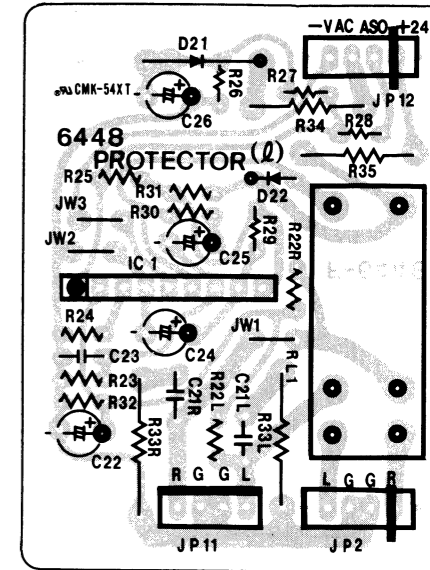 −V AC ASO +24
D21
R26
R27
CMK-54XT
C26
R34
JP12
R28
6448
PROTECTOR (ℓ)
R35
R25
R31
D22
JW3
R30
R29
JW2
C25
R22R
IC 1
R24
C24
JW1
C23
RL1
R23
C21R
R22L
C21L
R32
R33R
R33L
C22
R G G L
L G G R
JP11
JP2